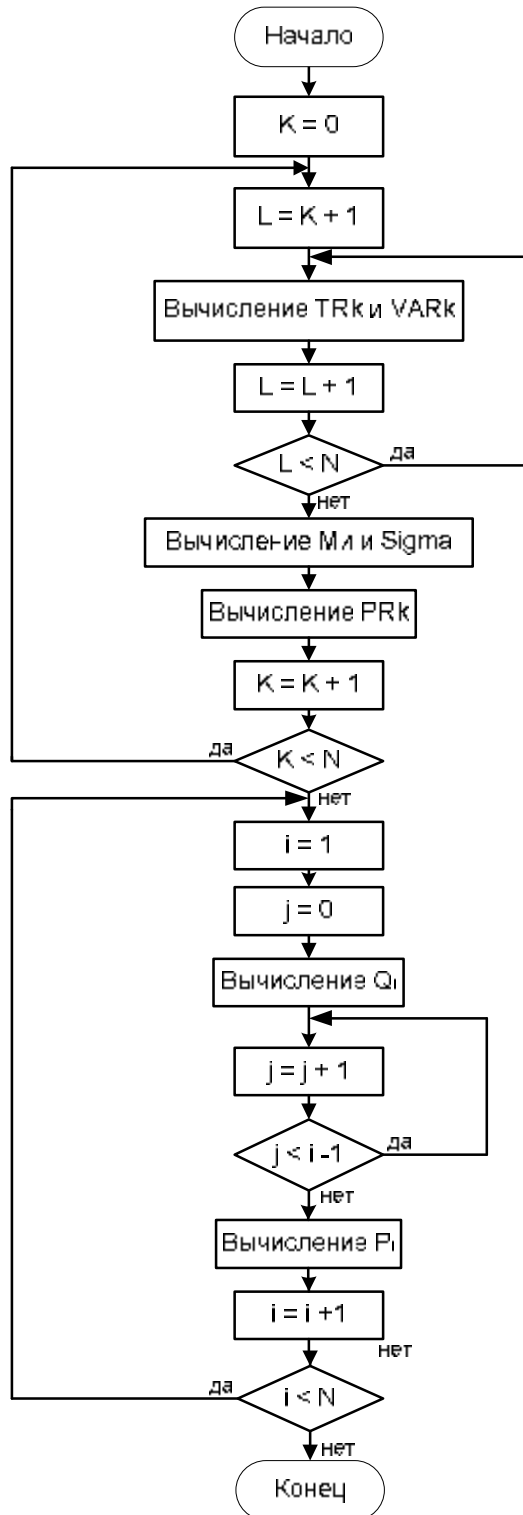 Начало
K = 0
L = K + 1
Вычисление TRk и VARk
L = L + 1
L < N
да
нет
Вычисление Мл и Sigma
Вычисление PRk
K = K + 1
да
K < N
нет
i = 1
j = 0
Вычисление Qi
j = j + 1
j < i -1
да
нет
Вычисление Pi
i = i +1
нет
да
i < N
нет
Конец